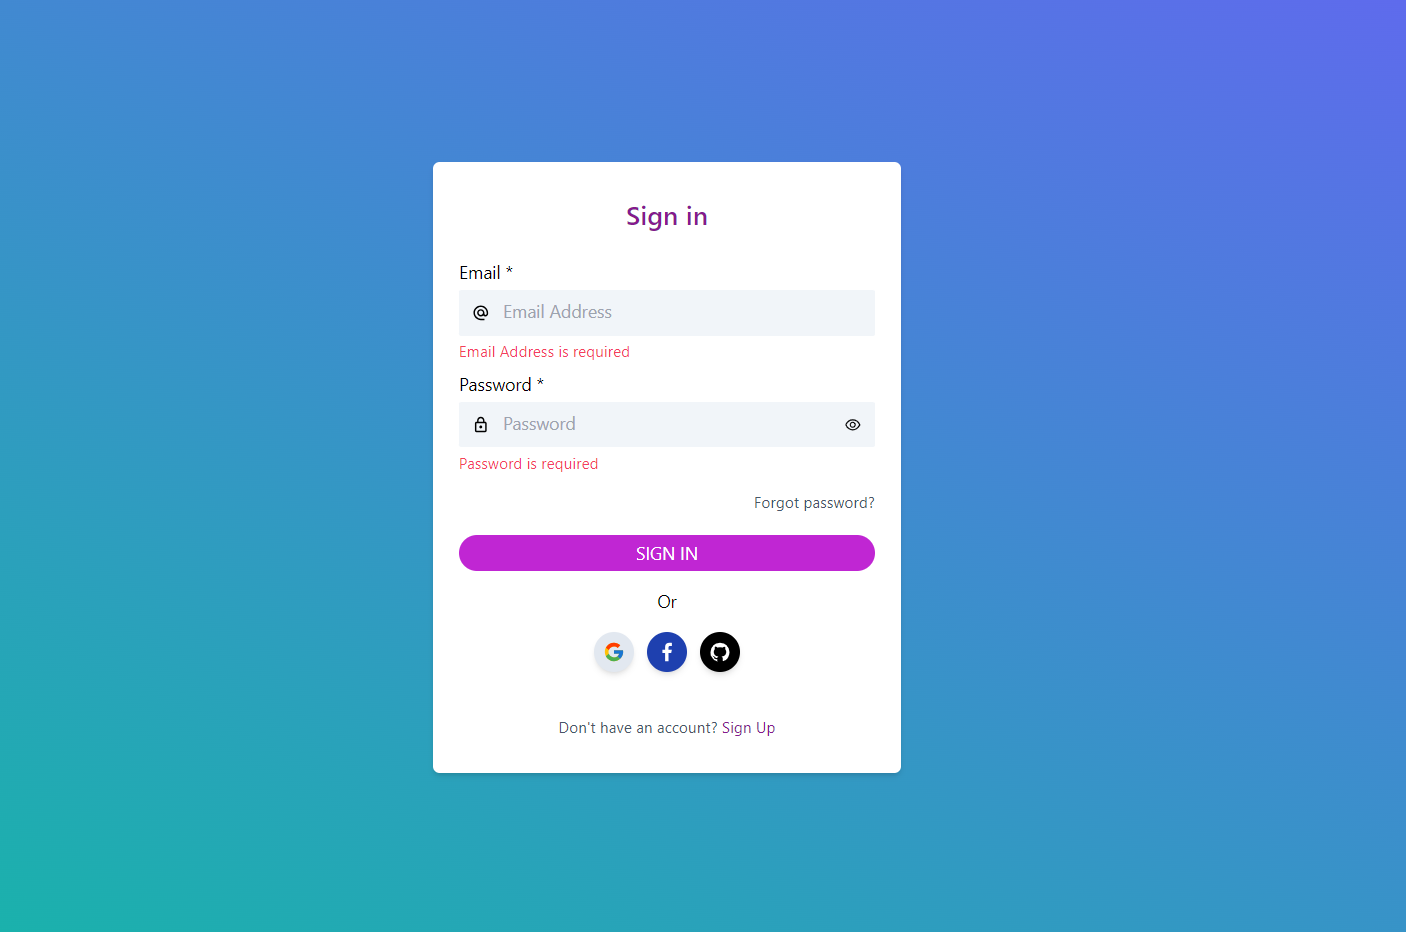 Sign in
Email *
Email Address
Email Address is required
Password *
Password
Password is required
Forgot password?
SIGN IN
Or
Don't have an account? Sign Up